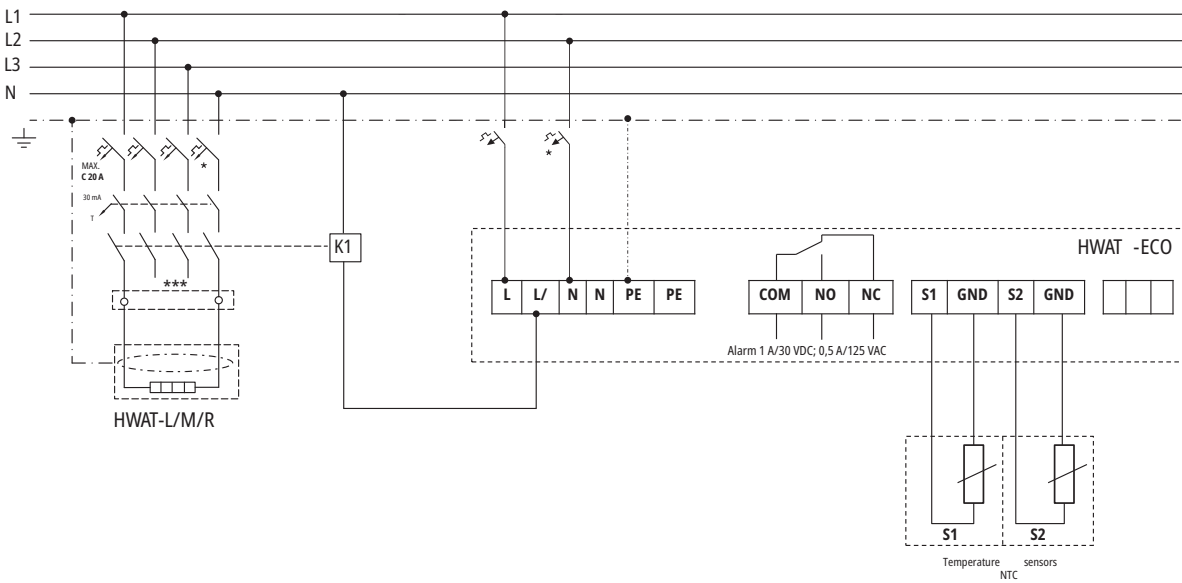 L1
L2
L3
N
MAX.
C 20 A
*
*
30 mA
T
K1
HWAT -ECO
L L/ N N PE PE
COM NO NC
S1 GND S2 GND
***
Alarm 1 A/30 VDC; 0,5 A/125 VAC
HWAT-L/M/R
S1 S2
Temperature sensors
NTC